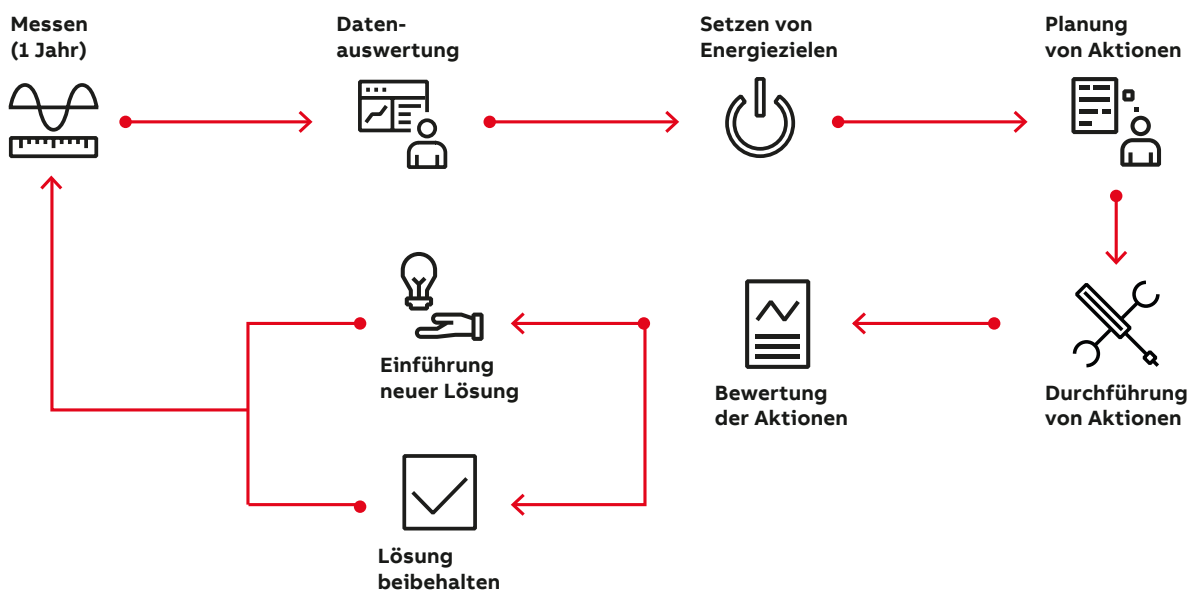 Messen
(1 Jahr)
Daten-
auswertung
Setzen von
Energiezielen
Planung
von Aktionen
Einführung
neuer Lösung
Bewertung
der Aktionen
Durchführung
von Aktionen
Lösung
beibehalten